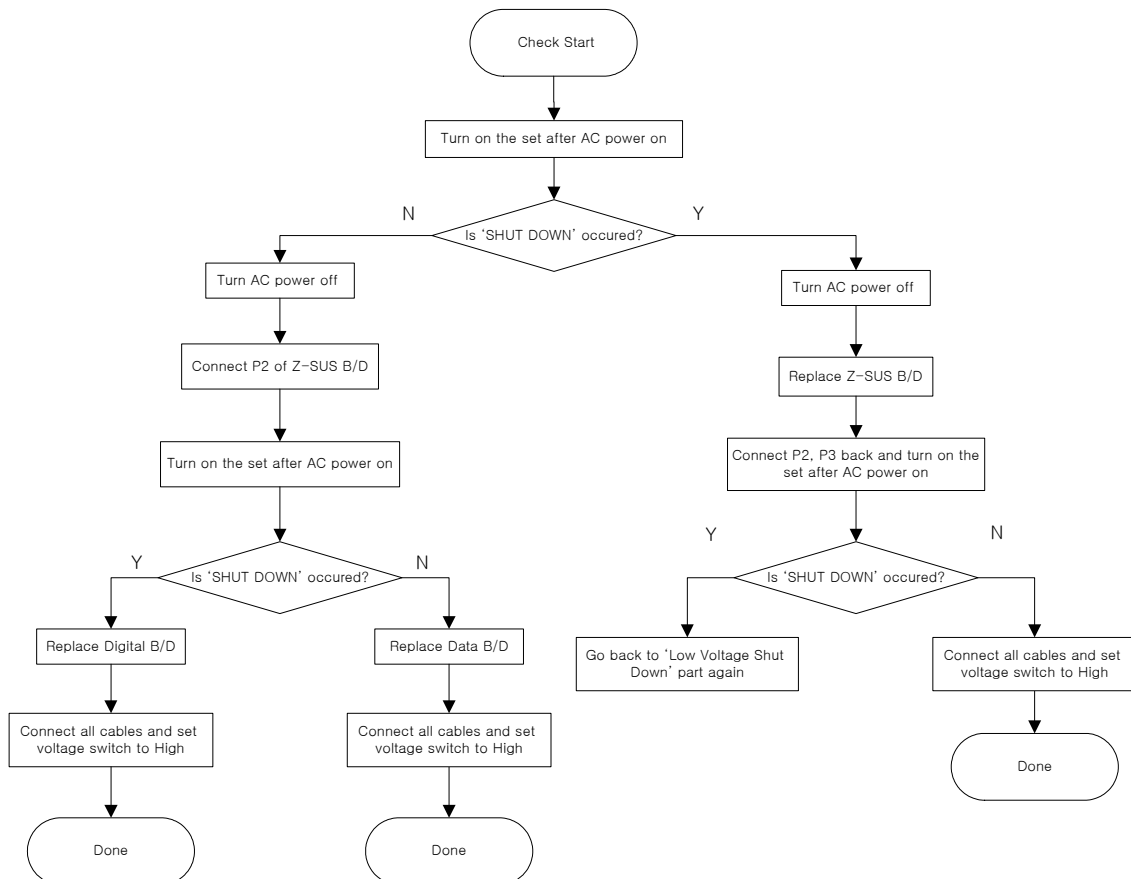 Check Start
Turn on the set after AC power on
N
Y
Is ‘SHUT DOWN’ occured?
Turn AC power off
Turn AC power off
Connect P2 of Z-SUS B/D
Replace Z-SUS B/D
Turn on the set after AC power on
Connect P2, P3 back and turn on the
set after AC power on
Y
N
Is ‘SHUT DOWN’ occured?
Y
N
Is ‘SHUT DOWN’ occured?
Replace Digital B/D
Replace Data B/D
Go back to ‘Low Voltage Shut
Down’ part again
Connect all cables and set
voltage switch to High
Connect all cables and set
voltage switch to High
Connect all cables and set
voltage switch to High
Done
Done
Done